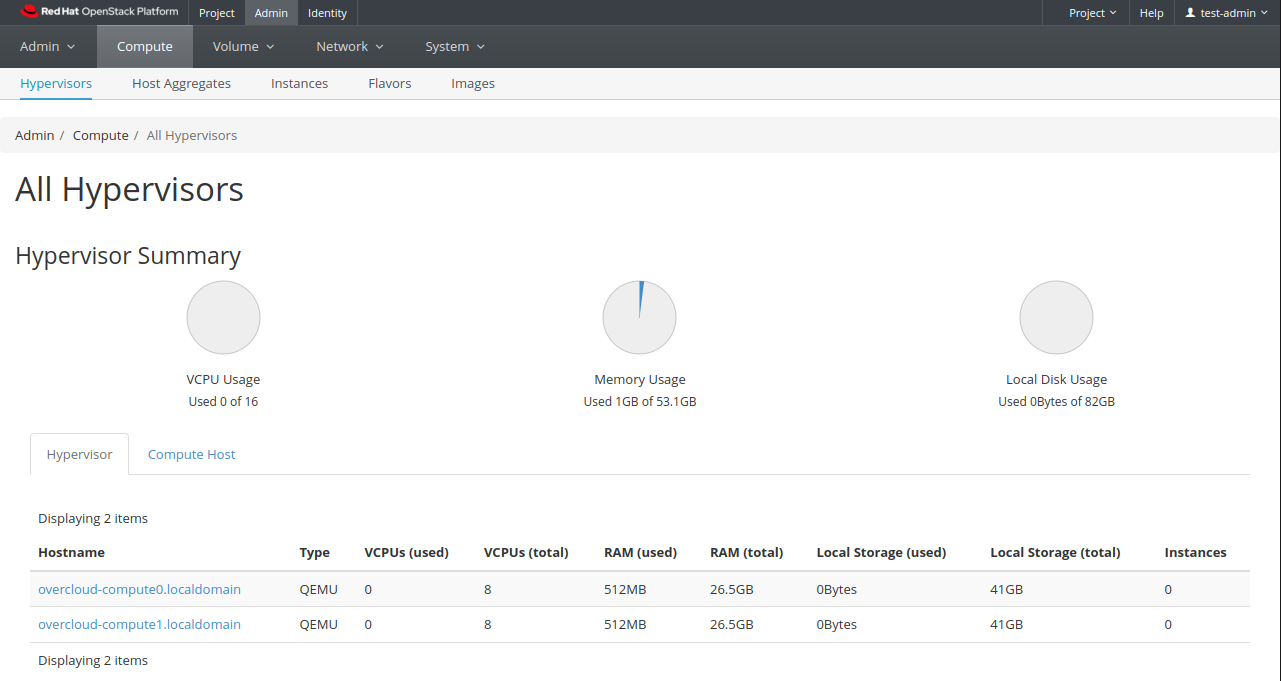 Red Hat OpenStack Platform Project Admin Identity Project Help test-admin
Admin Compute Volume Network System
Hypervisors Host Aggregates Instances Flavors Images
Admin / Compute / All Hypervisors
All Hypervisors
Hypervisor Summary
VCPU Usage Memory Usage Local Disk Usage
Used 0 of 16 Used 1GB of 53.1GB Used 0Bytes of 82GB
Hypervisor Compute Host
Displaying 2 items
Hostname Type VCPUs (used) VCPUs (total) RAM (used) RAM (total) Local Storage (used) Local Storage (total) Instances
overcloud-compute0.localdomain QEMU 0 8 512MB 26.5GB 0Bytes 41GB 0
overcloud-compute1.localdomain QEMU 0 8 512MB 26.5GB 0Bytes 41GB 0
Displaying 2 items